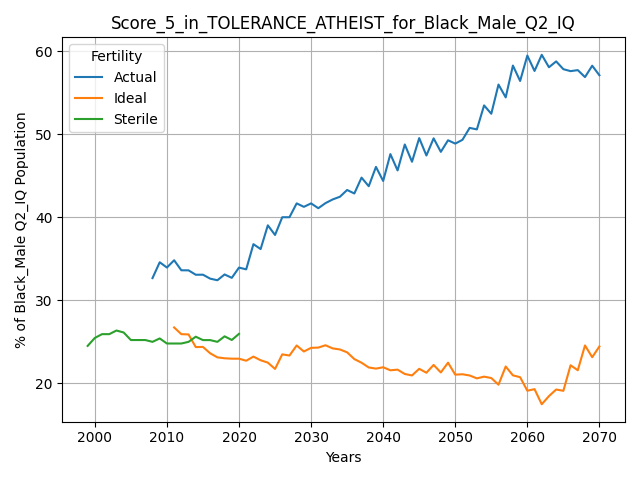 Score_5_in_TOLERANCE_ATHEIST_for_Black_Male_Q2_IQ
Fertility
Actual
Ideal
Sterile
% of Black_Male Q2_IQ Population
60
50
40
30
20
2000 2010 2020 2030 2040 2050 2060 2070
Years